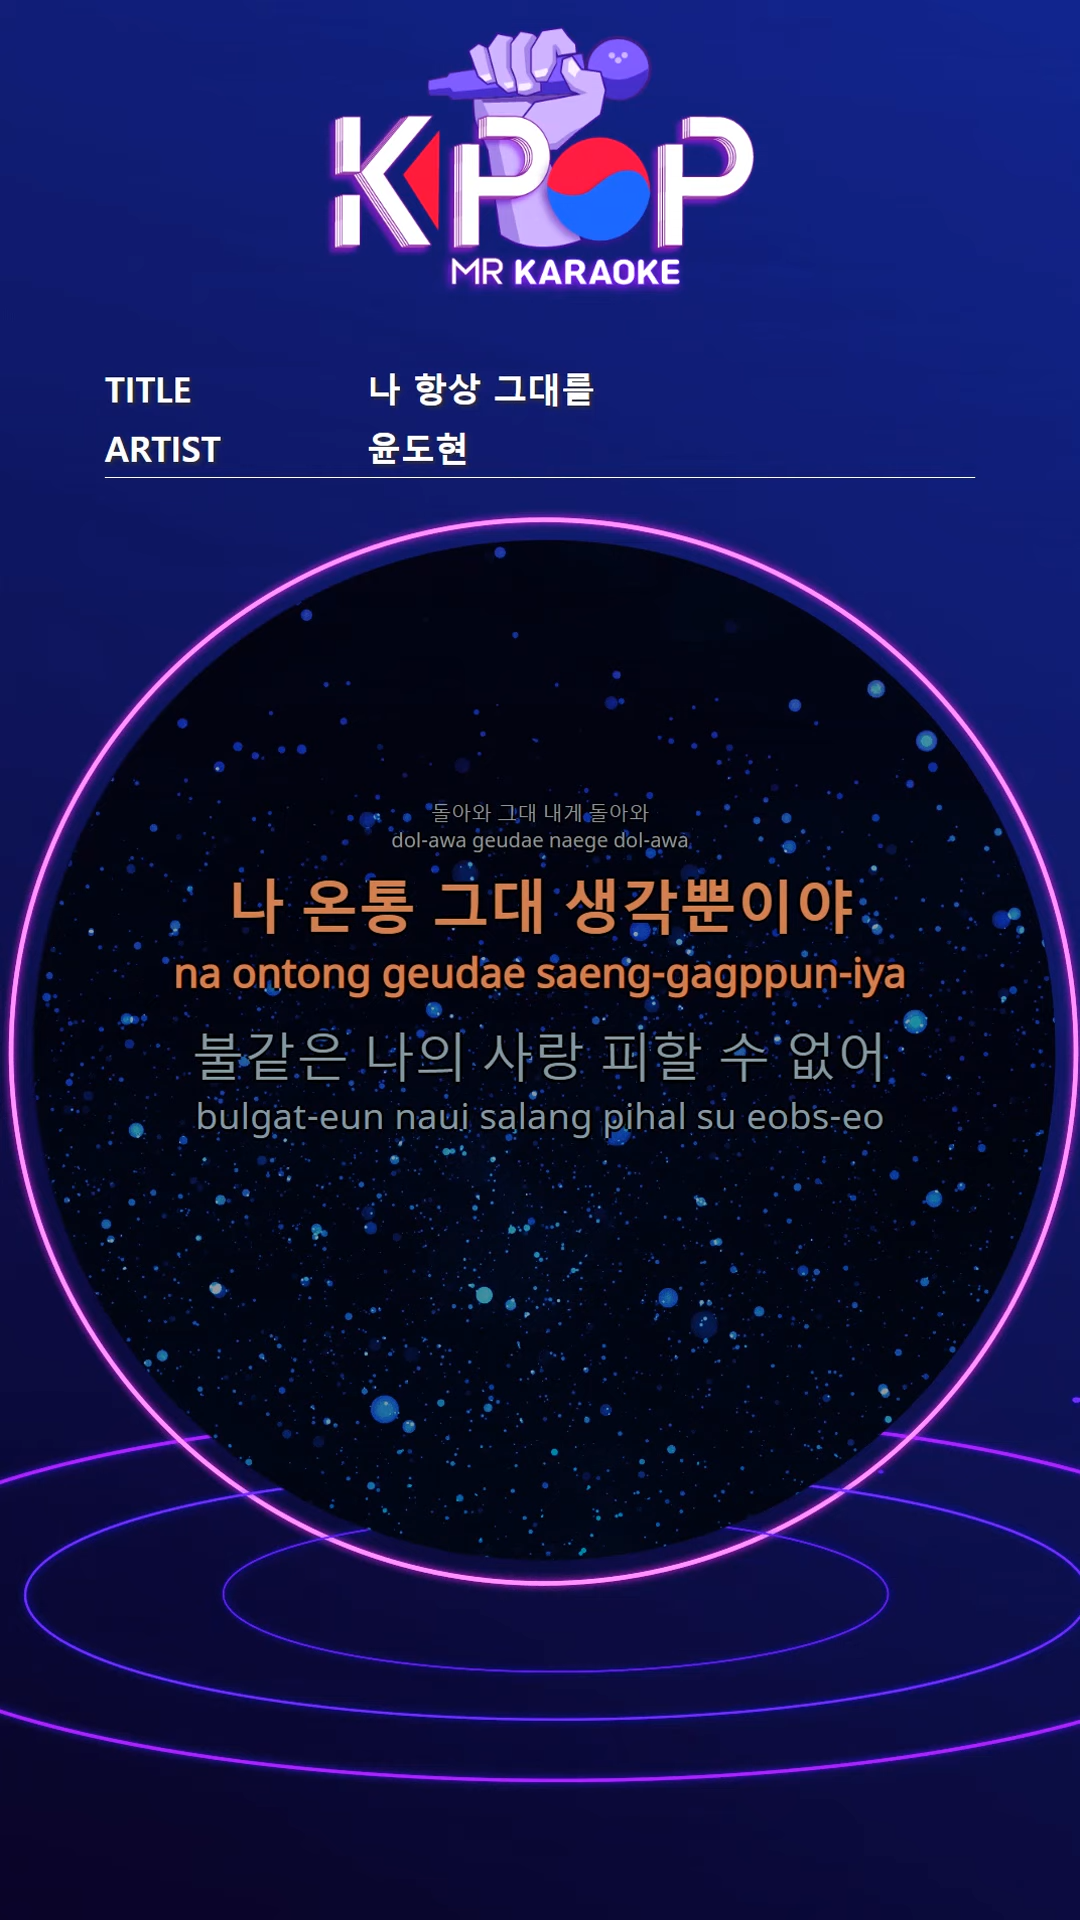 KPOP
MR KARAOKE
TITLE 나 항상 그대를
ARTIST 윤도현
돌아와 그대 내게 돌아와
dol-awa geudae naege dol-awa
나 온통 그대 생각뿐이야
na ontong geudae saeng-gagppun-iya
불같은 나의 사랑 피할 수 없어
bulgat-eun naui salang pihal su eobs-eo